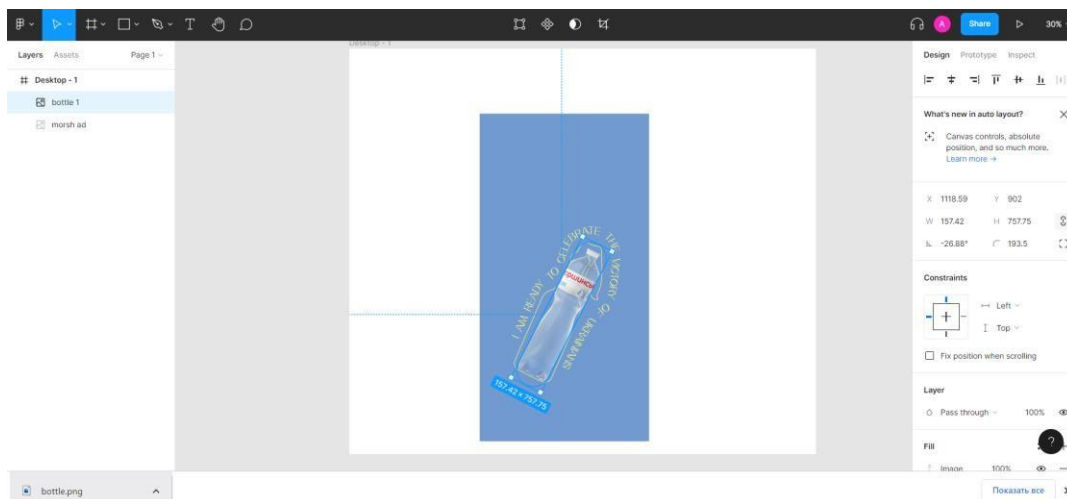 A
Share
30%
Layers
Assets
Page 1
Desktop - 1
Design
Prototype
Inspect
Desktop - 1
bottle 1
morsh ad
What's new in auto layout?
Canvas controls, absolute
position, and so much more.
Learn more →
X 1118.59 Y 902
W 157.42 H 757.75
-26.88° 193.5
I AM READY TO CELEBRATE THE VICTORY OF UKRAINIANS
157.42 × 757.75
Constraints
Left
Top
Fix position when scrolling
Layer
Pass through 100%
Fill
?
Image 100%
bottle.png
Показать все